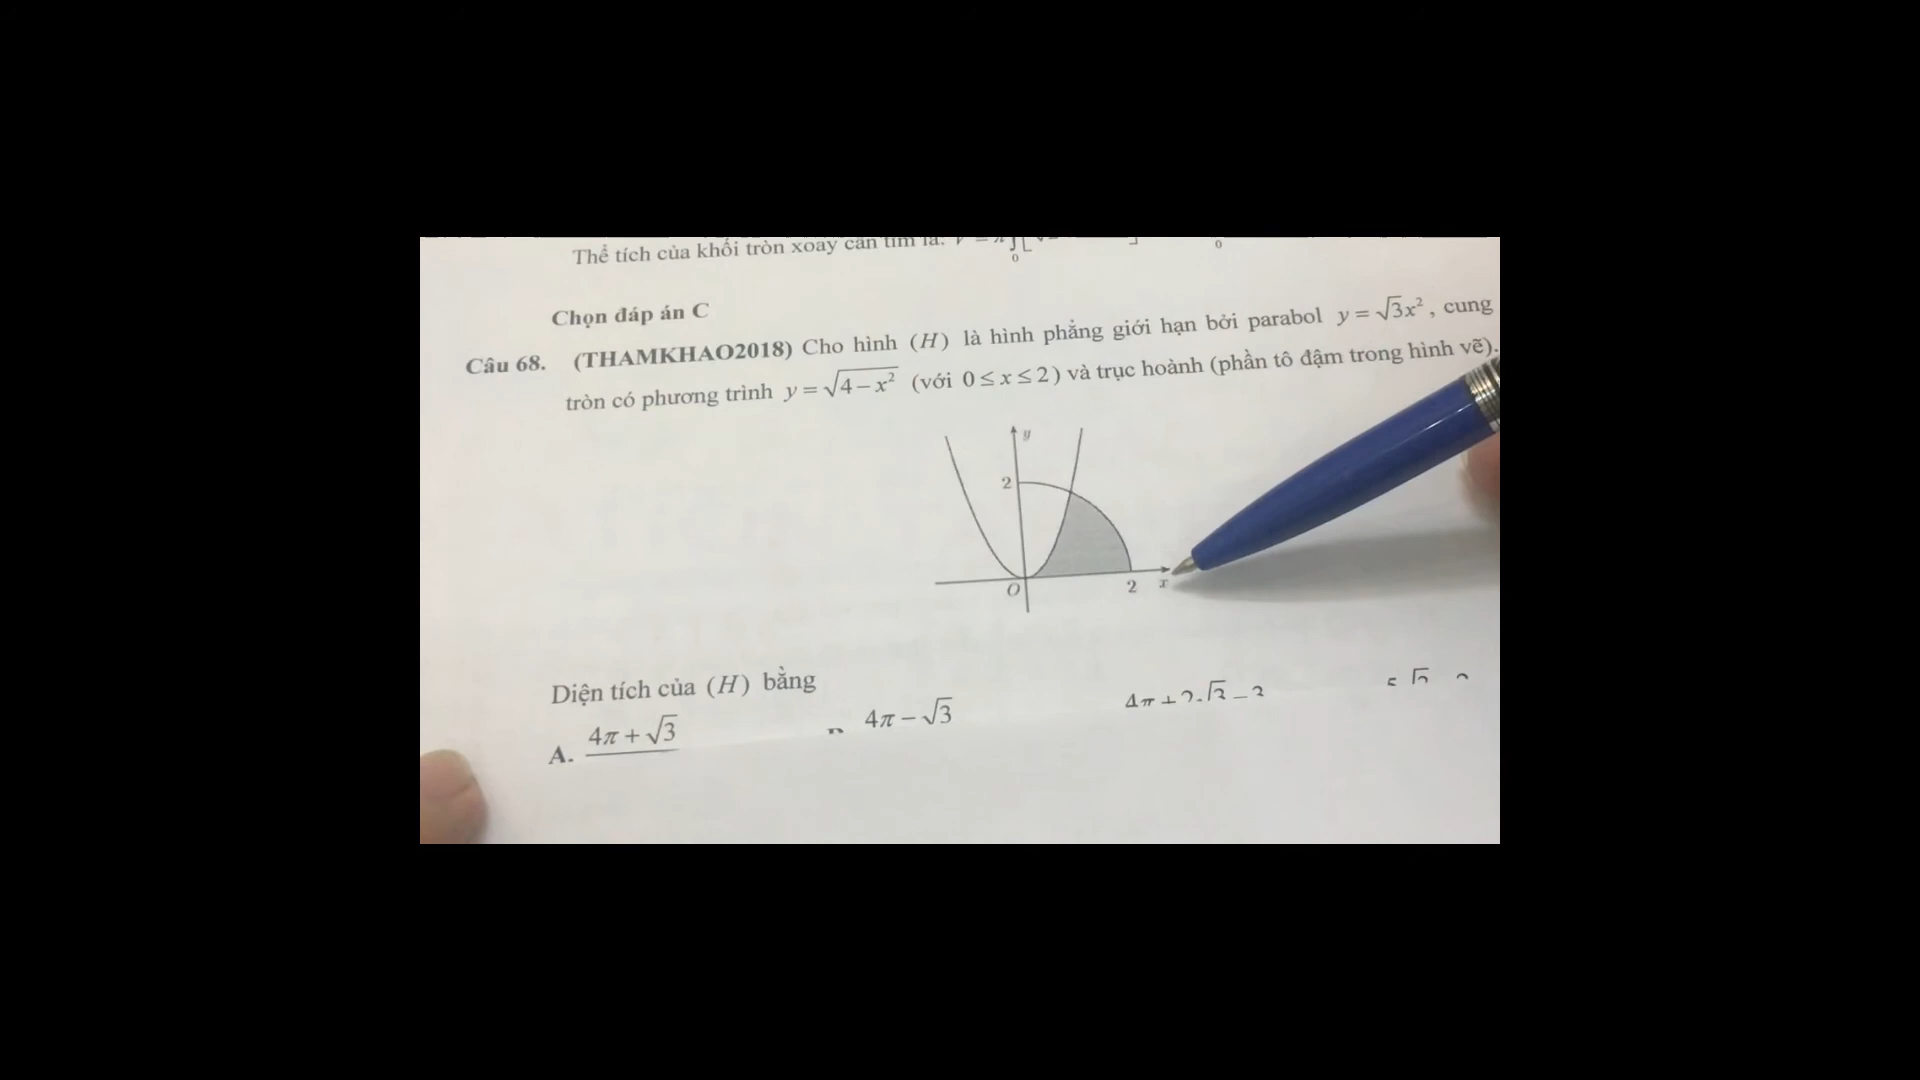 Thể tích của khối tròn xoay cần tìm là:
0
0
Chọn đáp án C
Câu 68. (THAMKHAO2018) Cho hình (H) là hình phẳng giới hạn bởi parabol y = √3x², cung
tròn có phương trình y = √4 − x² (với 0 ≤ x ≤ 2) và trục hoành (phần tô đậm trong hình vẽ).
y
2
O
2 x
Diện tích của (H) bằng
A. 4π + √3
4π − √3